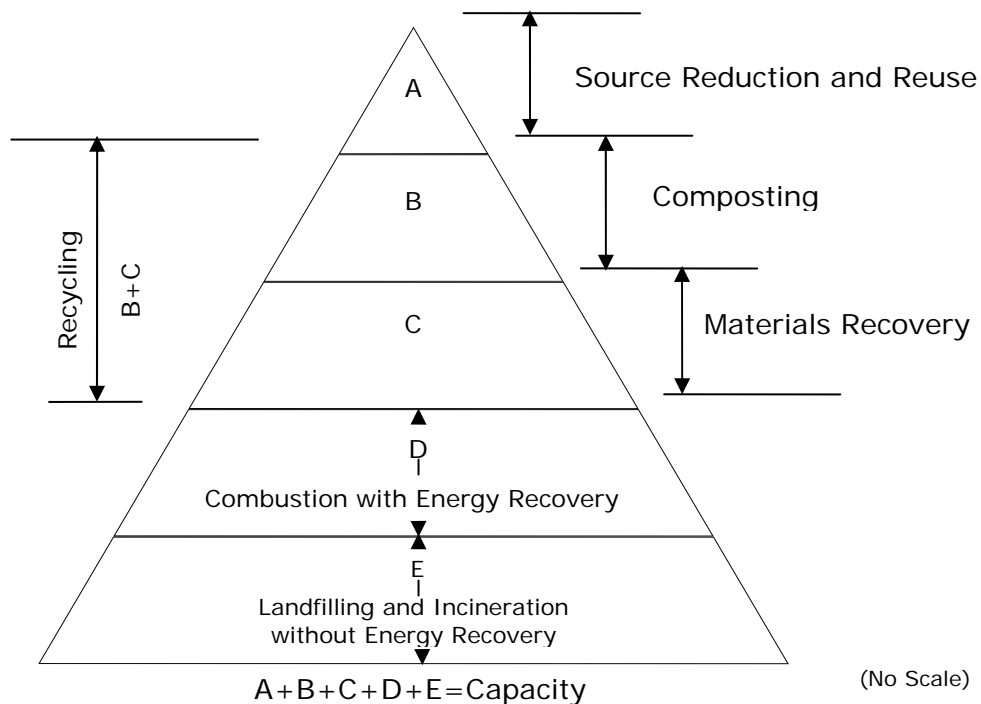 A
Source Reduction and Reuse
B
Composting
Recycling
B+C
C
Materials Recovery
D
Combustion with Energy Recovery
E
Landfilling and Incineration
without Energy Recovery
A+B+C+D+E=Capacity
(No Scale)